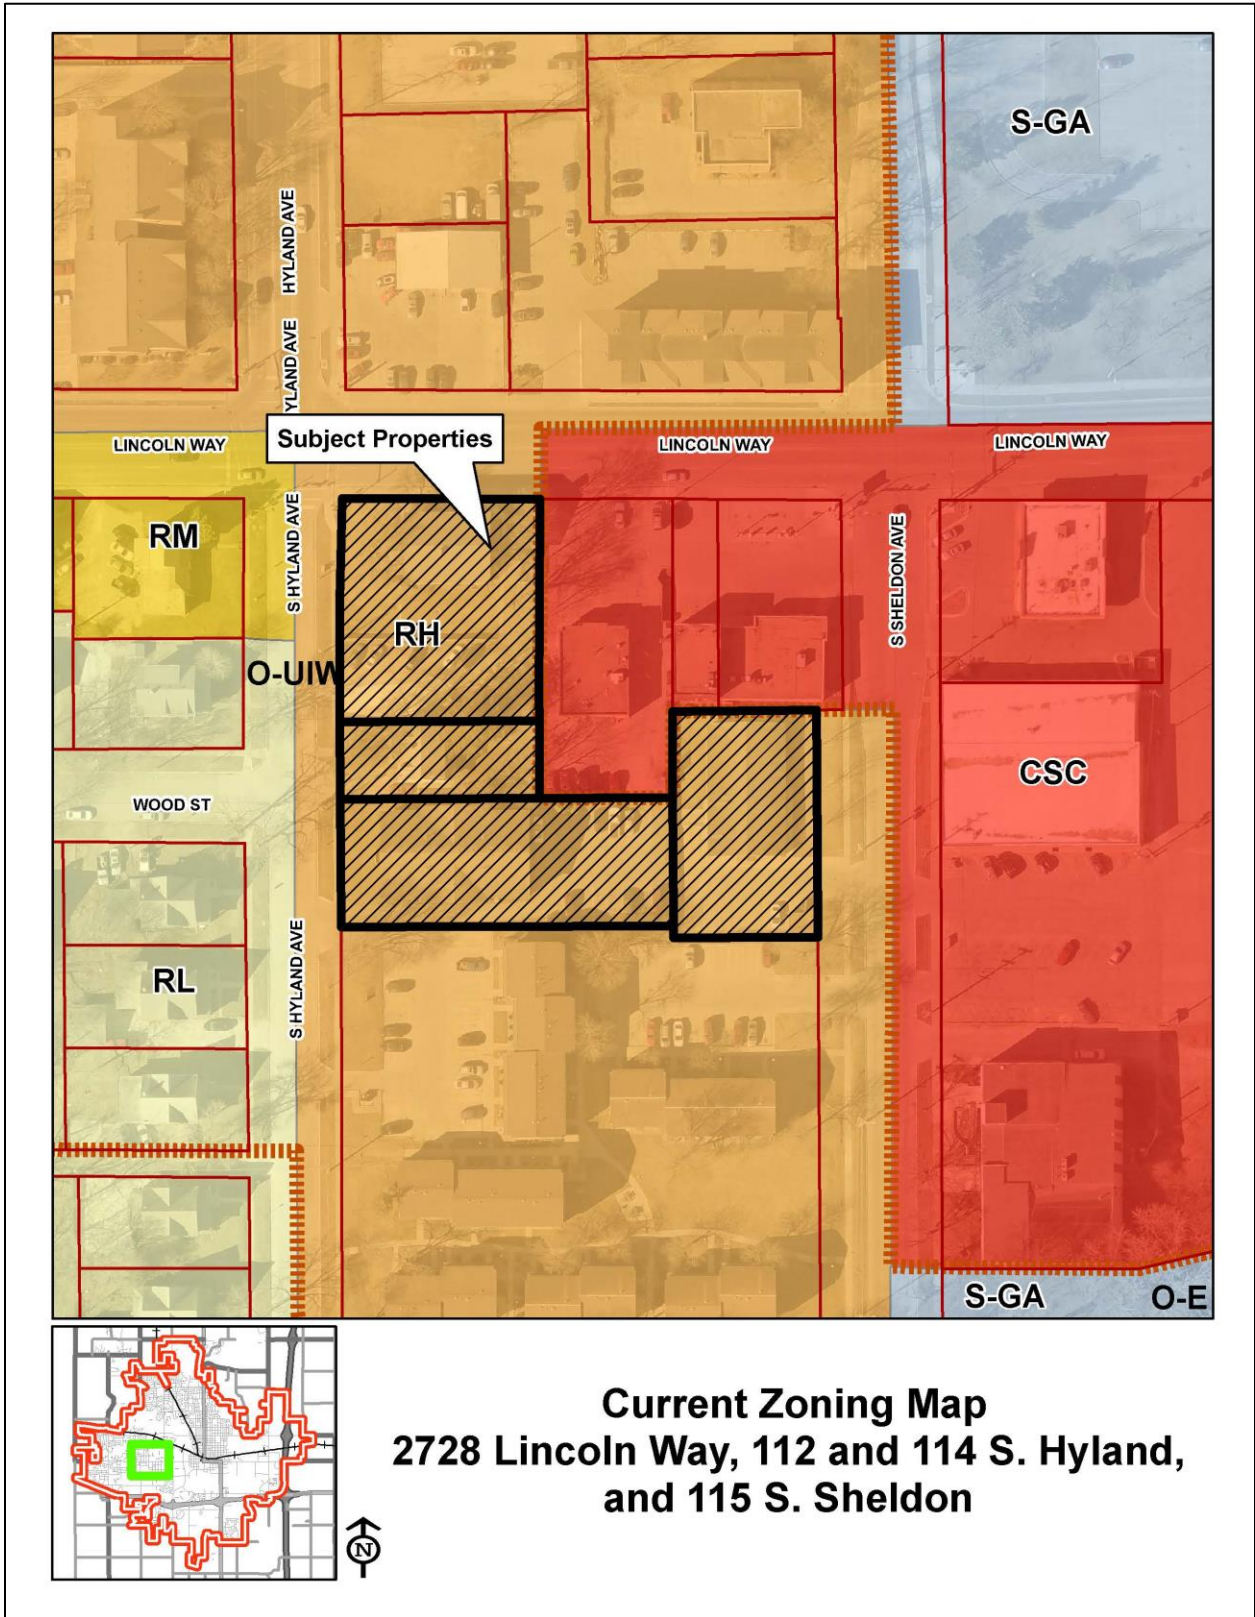 S-GA
HYLAND AVE
YLAND AVE
LINCOLN WAY
Subject Properties
LINCOLN WAY
LINCOLN WAY
RM
S HYLAND AVE
S SHELDON AVE
RH
O-UIW
CSC
WOOD ST
RL
S HYLAND AVE
S-GA
O-E
N
Current Zoning Map
2728 Lincoln Way, 112 and 114 S. Hyland,
and 115 S. Sheldon